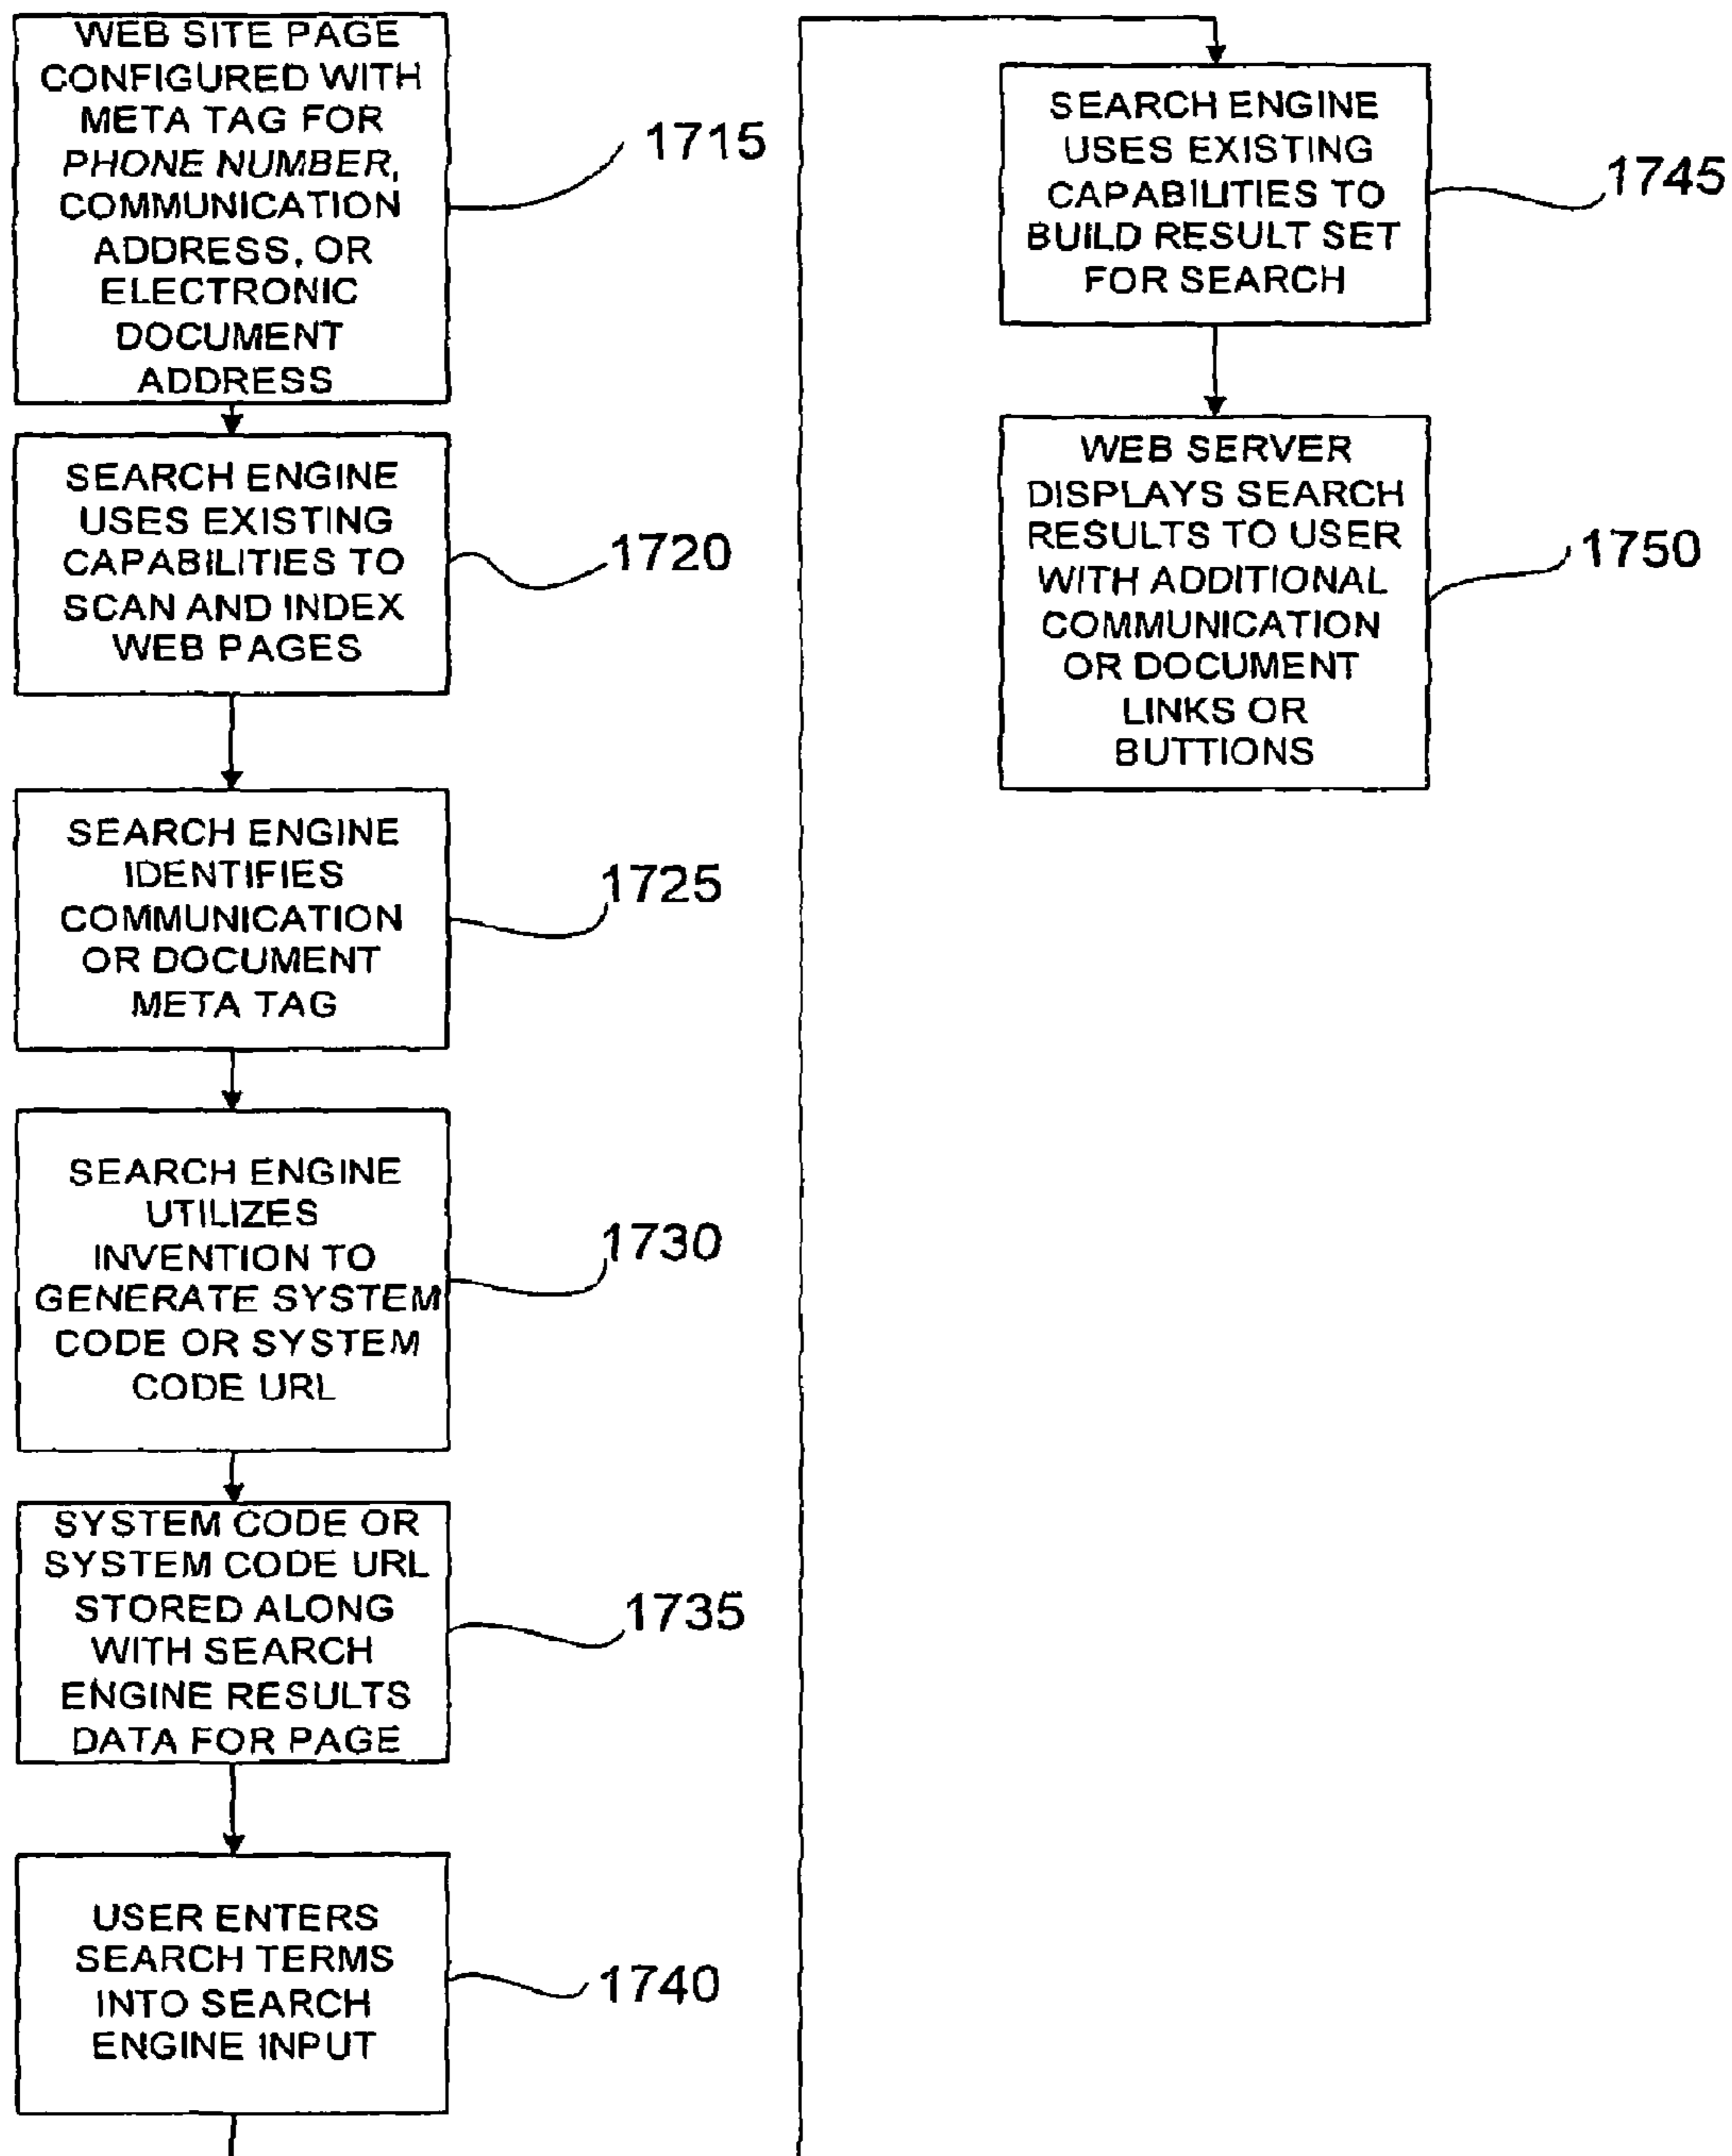 WEB SITE PAGE
CONFIGURED WITH
META TAG FOR
PHONE NUMBER,
COMMUNICATION
ADDRESS, OR
ELECTRONIC
DOCUMENT
ADDRESS
1715
SEARCH ENGINE
USES EXISTING
CAPABILITIES TO
SCAN AND INDEX
WEB PAGES
1720
SEARCH ENGINE
IDENTIFIES
COMMUNICATION
OR DOCUMENT
META TAG
1725
SEARCH ENGINE
UTILIZES
INVENTION TO
GENERATE SYSTEM
CODE OR SYSTEM
CODE URL
1730
SYSTEM CODE OR
SYSTEM CODE URL
STORED ALONG
WITH SEARCH
ENGINE RESULTS
DATA FOR PAGE
1735
USER ENTERS
SEARCH TERMS
INTO SEARCH
ENGINE INPUT
1740
SEARCH ENGINE
USES EXISTING
CAPABILITIES TO
BUILD RESULT SET
FOR SEARCH
1745
WEB SERVER
DISPLAYS SEARCH
RESULTS TO USER
WITH ADDITIONAL
COMMUNICATION
OR DOCUMENT
LINKS OR
BUTTIONS
1750